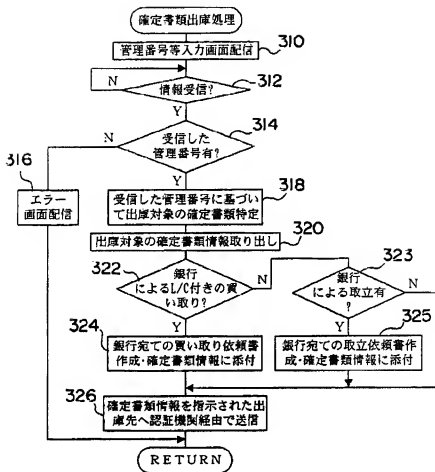 確定書類出庫処理
310
管理番号等入力画面配信
312
N
情報受信?
Y
314
N
受信した
管理番号有?
316
エラー
画面配信
Y
318
受信した管理番号に基づい
て出庫対象の確定書類特定
320
出庫対象の確定書類情報取り出し
322
銀行
によるL/C付きの買
い取り?
N
323
銀行
による取立有
?
N
Y
324
銀行宛ての買い取り依頼書
作成・確定書類情報に添付
Y
325
銀行宛ての取立依頼書作
成・確定書類情報に添付
326
確定書類情報を指示された出
庫先へ認証機関経由で送信
RETURN